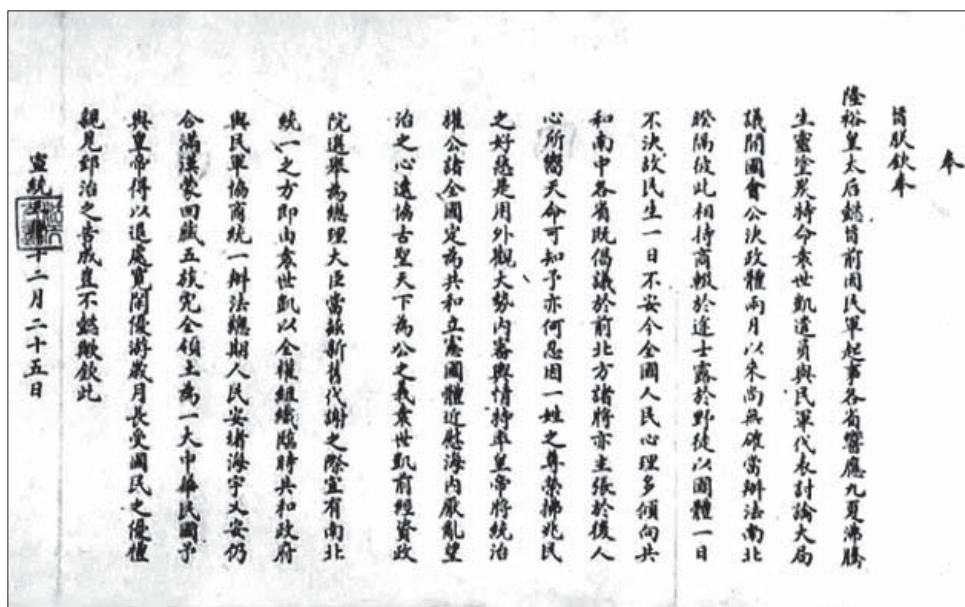 奉
旨朕欽奉
隆裕皇太后懿旨前因民軍起事各省響應九夏沸騰
生靈塗炭特命袁世凱遣員與民軍代表討論大局
議開國會公決政體兩月以來尚無確當辦法南北
睽隔彼此相持商輟於途士露於野徒以國體一日
不決故民生一日不安今全國人民心理多傾向共
和南中各省既倡議於前北方諸將亦主張於後人
心所嚮天命可知予亦何忍因一姓之尊榮拂兆民
之好惡是用外觀大勢內審輿情特率皇帝將統治
權公諸全國定為共和立憲國體近慰海內厭亂望
治之心遠協古聖天下為公之義袁世凱前經資政
院選舉為總理大臣當茲新舊代謝之際宜有南北
統一之方即由袁世凱以全權組織臨時共和政府
與民軍協商統一辦法總期人民安堵海宇乂安仍
合滿漢蒙回藏五族完全領土為一大中華民國予
與皇帝得以退處寬閒優游歲月長受國民之優禮
親見郅治之告成豈不懿歟欽此
宣統三年十二月二十五日